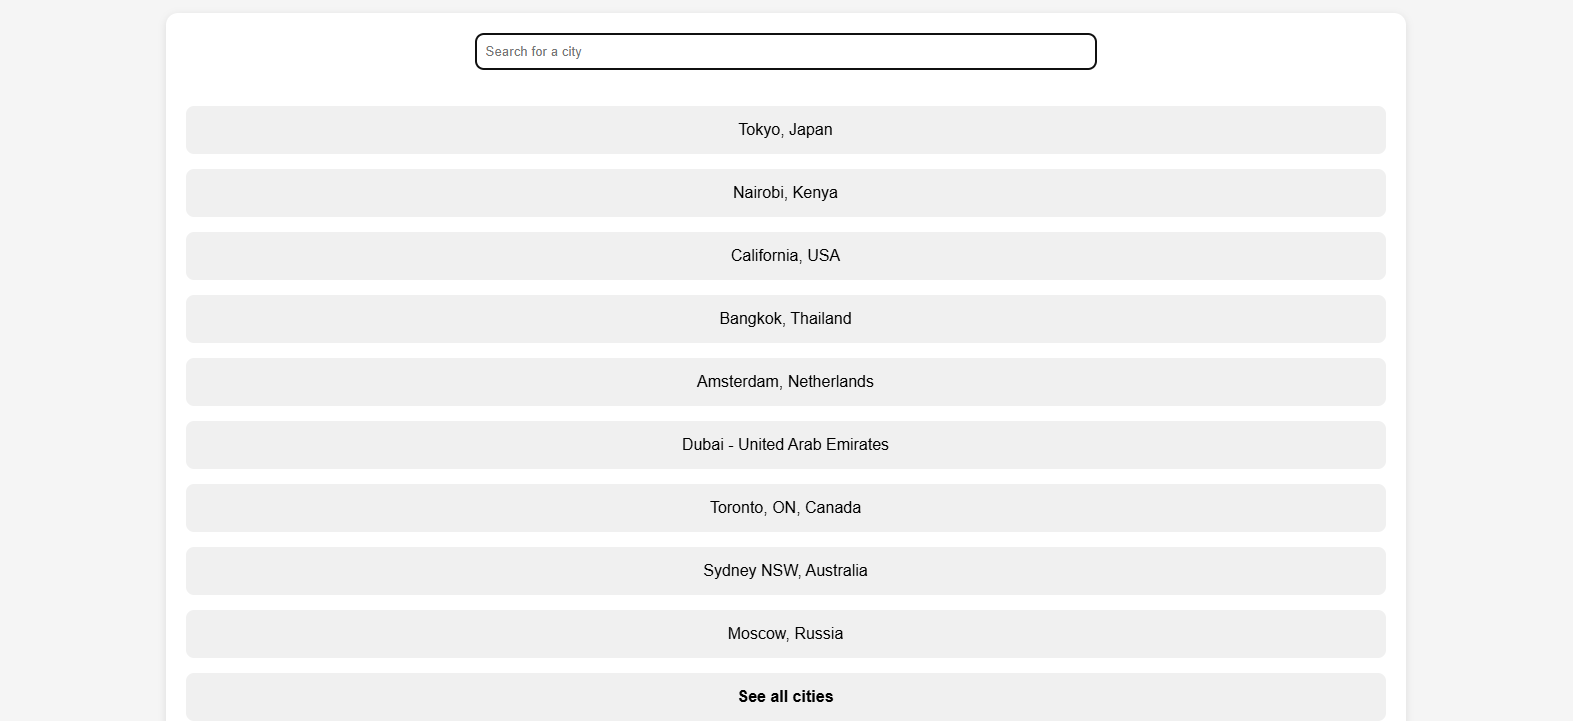 Search for a city
Tokyo, Japan
Nairobi, Kenya
California, USA
Bangkok, Thailand
Amsterdam, Netherlands
Dubai - United Arab Emirates
Toronto, ON, Canada
Sydney NSW, Australia
Moscow, Russia
See all cities